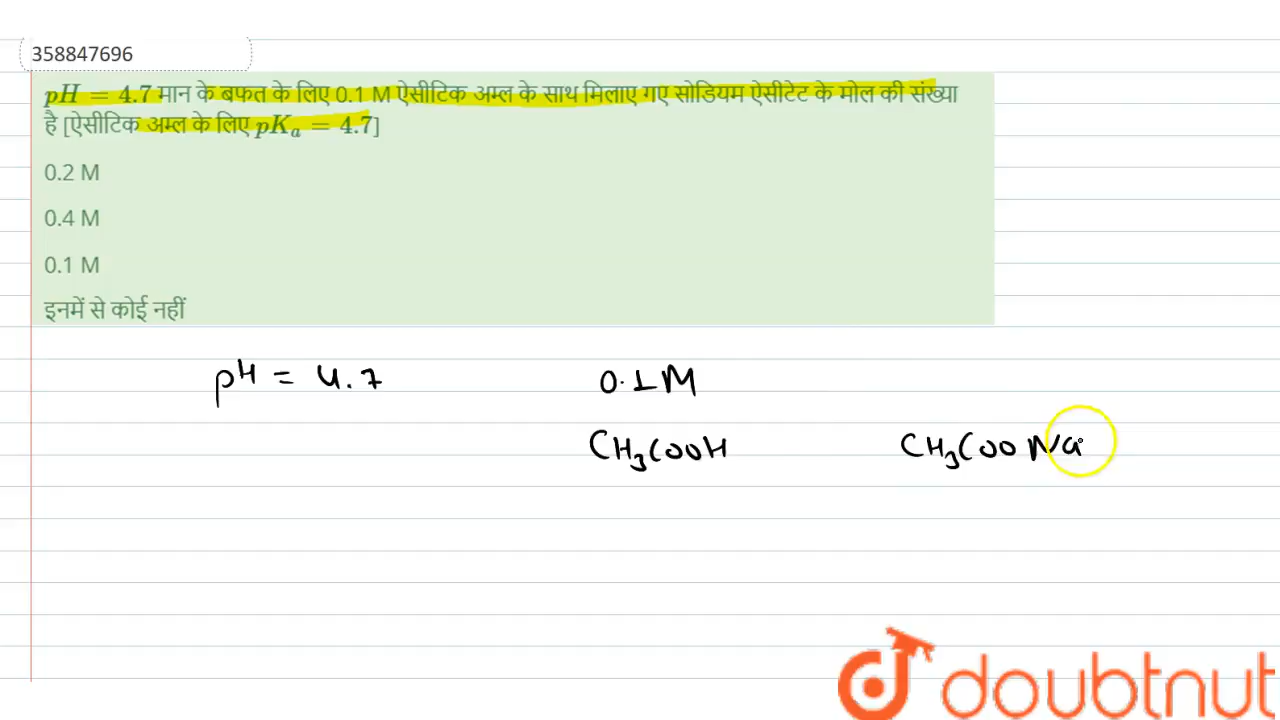 358847696
pH = 4.7 मान के बफत के लिए 0.1 M ऐसीटिक अम्ल के साथ मिलाए गए सोडियम ऐसीटेट के मोल की संख्या
है [ऐसीटिक अम्ल के लिए pKₐ = 4.7]
0.2 M
0.4 M
0.1 M
इनमें से कोई नहीं
pH = 4.7 0.1 M
CH₃COOH CH₃COONa
doubtnut